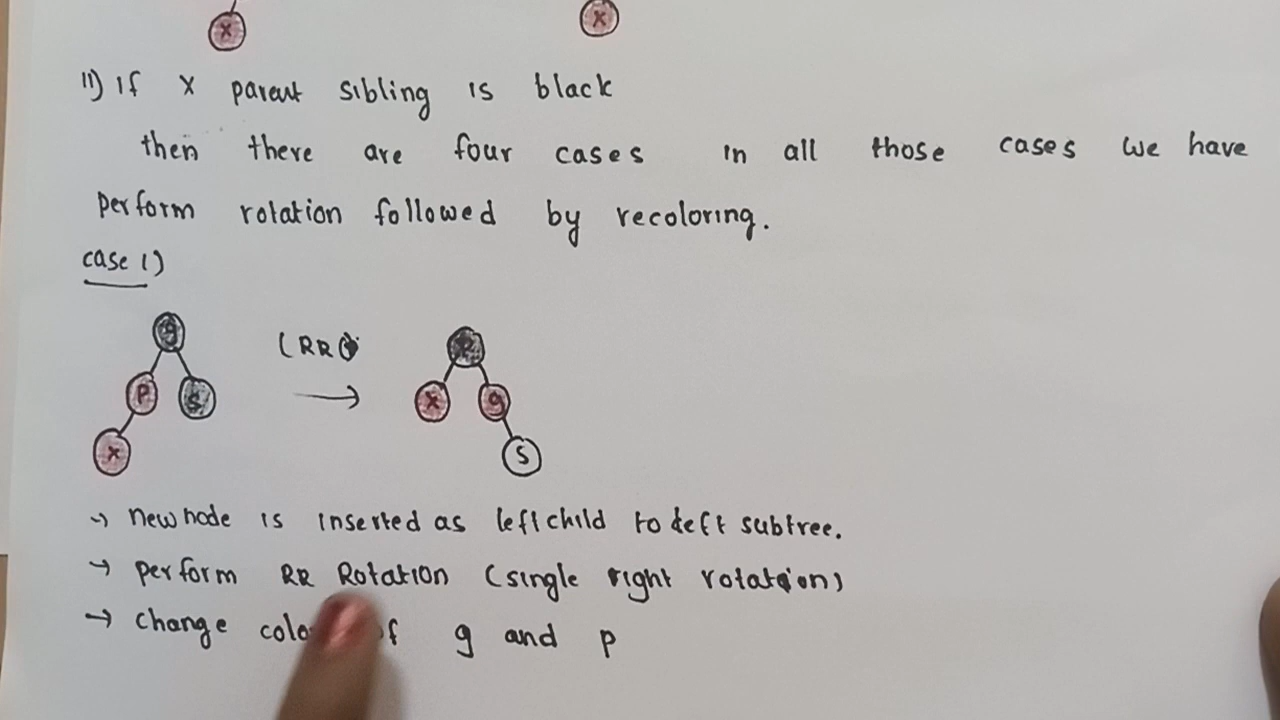 x x
11) If x parent sibling is black
then there are four cases in all those cases we have
perform rotation followed by recoloring.
case 1)
g (RR) P
P S x g
x S
→ new node is inserted as left child to left subtree.
→ perform RR Rotation (single right rotation)
→ change of g and p